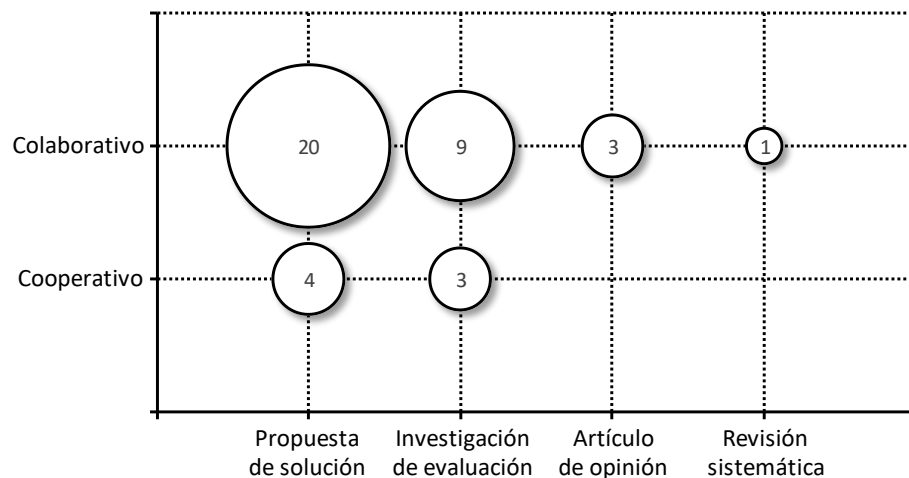 Colaborativo
20
9
3
1
Cooperativo
4
3
Propuesta
de solución
Investigación
de evaluación
Artículo
de opinión
Revisión
sistemática